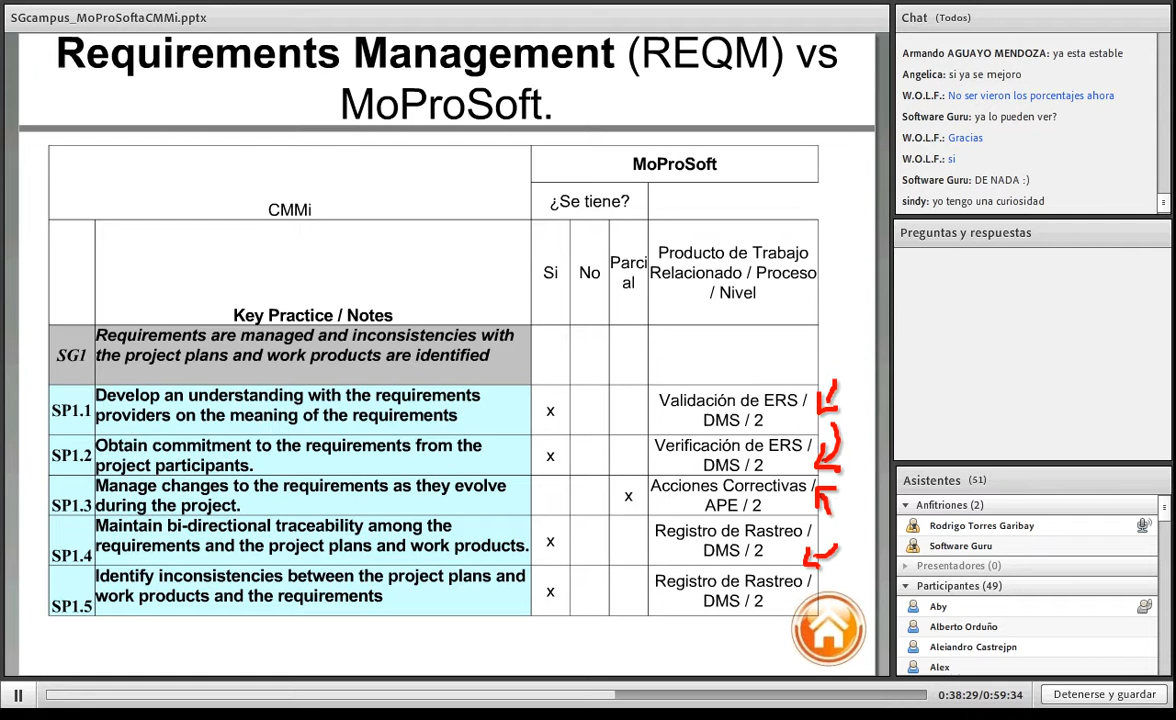 SGcampus_MoProSoftaCMMi.pptx
Requirements Management (REQM) vs
MoProSoft.
MoProSoft
CMMi
¿Se tiene?
Key Practice / Notes
Si
No
Parci
al
Producto de Trabajo
Relacionado / Proceso
/ Nivel
SG1
Requirements are managed and inconsistencies with
the project plans and work products are identified
SP1.1
Develop an understanding with the requirements
providers on the meaning of the requirements
x
Validación de ERS /
DMS / 2
SP1.2
Obtain commitment to the requirements from the
project participants.
x
Verificación de ERS /
DMS / 2
SP1.3
Manage changes to the requirements as they evolve
during the project.
x
Acciones Correctivas /
APE / 2
SP1.4
Maintain bi-directional traceability among the
requirements and the project plans and work products.
x
Registro de Rastreo /
DMS / 2
SP1.5
Identify inconsistencies between the project plans and
work products and the requirements
x
Registro de Rastreo /
DMS / 2
Chat (Todos)
Armando AGUAYO MENDOZA: ya esta estable
Angelica: si ya se mejoro
W.O.L.F.: No ser vieron los porcentajes ahora
Software Guru: ya lo pueden ver?
W.O.L.F.: Gracias
W.O.L.F.: si
Software Guru: DE NADA :)
sindy: yo tengo una curiosidad
Preguntas y respuestas
Asistentes (51)
Anfitriones (2)
Rodrigo Torres Garibay
Software Guru
Presentadores (0)
Participantes (49)
Aby
Alberto Orduño
Alejandro Castrejpn
Alex
0:38:29/0:59:34
Detenerse y guardar